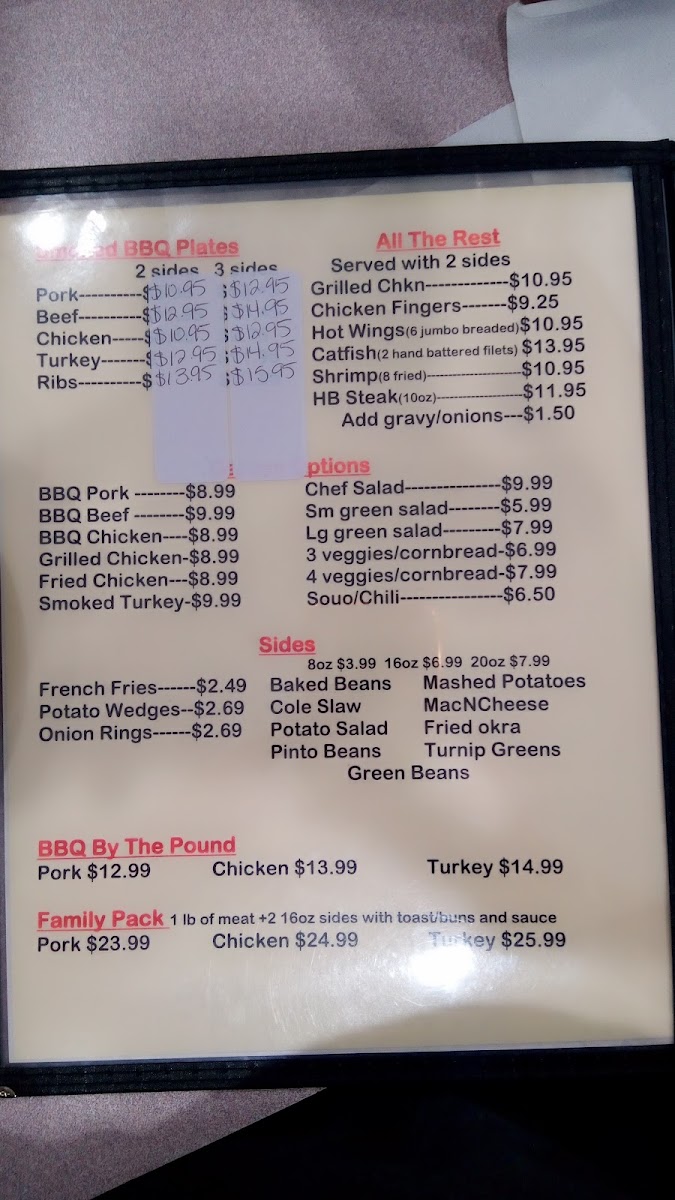 BBQ Plates
2 sides 3 sides
Pork----------$ $10.95 $ $12.95
Beef----------$ $12.95 $ $14.95
Chicken-----$ $10.95 $ $12.95
Turkey-------$ $12.95 $ $14.95
Ribs----------$ $13.95 $ $15.95
All The Rest
Served with 2 sides
Grilled Chkn-------------$10.95
Chicken Fingers-------$9.25
Hot Wings(6 jumbo breaded)$10.95
Catfish(2 hand battered filets) $13.95
Shrimp(8 fried)--------------------$10.95
HB Steak(10oz)------------------$11.95
Add gravy/onions---$1.50
ptions
BBQ Pork --------$8.99
BBQ Beef --------$9.99
BBQ Chicken----$8.99
Grilled Chicken-$8.99
Fried Chicken---$8.99
Smoked Turkey-$9.99
Chef Salad---------------$9.99
Sm green salad--------$5.99
Lg green salad---------$7.99
3 veggies/cornbread-$6.99
4 veggies/cornbread-$7.99
Souo/Chili----------------$6.50
Sides
8oz $3.99 16oz $6.99 20oz $7.99
French Fries------$2.49
Potato Wedges--$2.69
Onion Rings------$2.69
Baked Beans Mashed Potatoes
Cole Slaw MacNCheese
Potato Salad Fried okra
Pinto Beans Turnip Greens
Green Beans
BBQ By The Pound
Pork $12.99 Chicken $13.99 Turkey $14.99
Family Pack 1 lb of meat +2 16oz sides with toast/buns and sauce
Pork $23.99 Chicken $24.99 Turkey $25.99